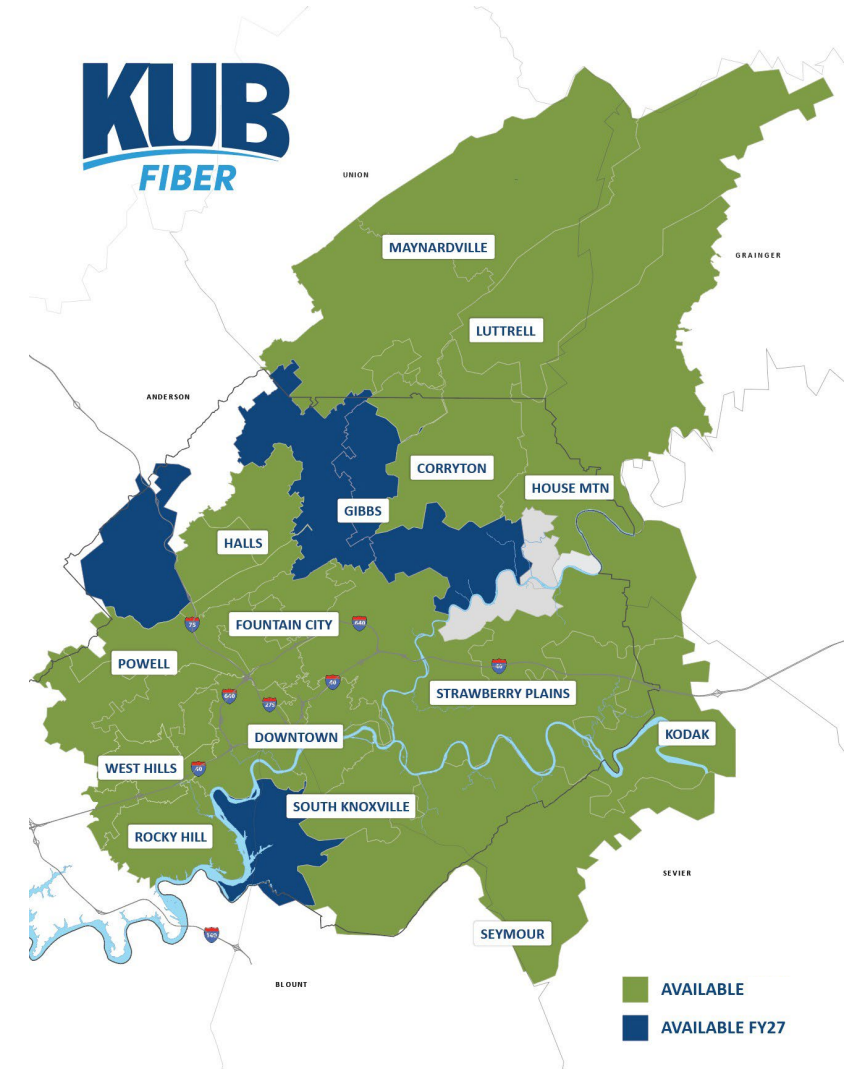 KUB
FIBER
UNION
MAYNARDVILLE
GRAINGER
LUTTRELL
ANDERSON
CORRYTON
HOUSE MTN
GIBBS
HALLS
75
FOUNTAIN CITY
640
POWELL
40
40
STRAWBERRY PLAINS
640
275
DOWNTOWN
KODAK
WEST HILLS
40
SOUTH KNOXVILLE
ROCKY HILL
SEVIER
SEYMOUR
140
BLOUNT
AVAILABLE
AVAILABLE FY27